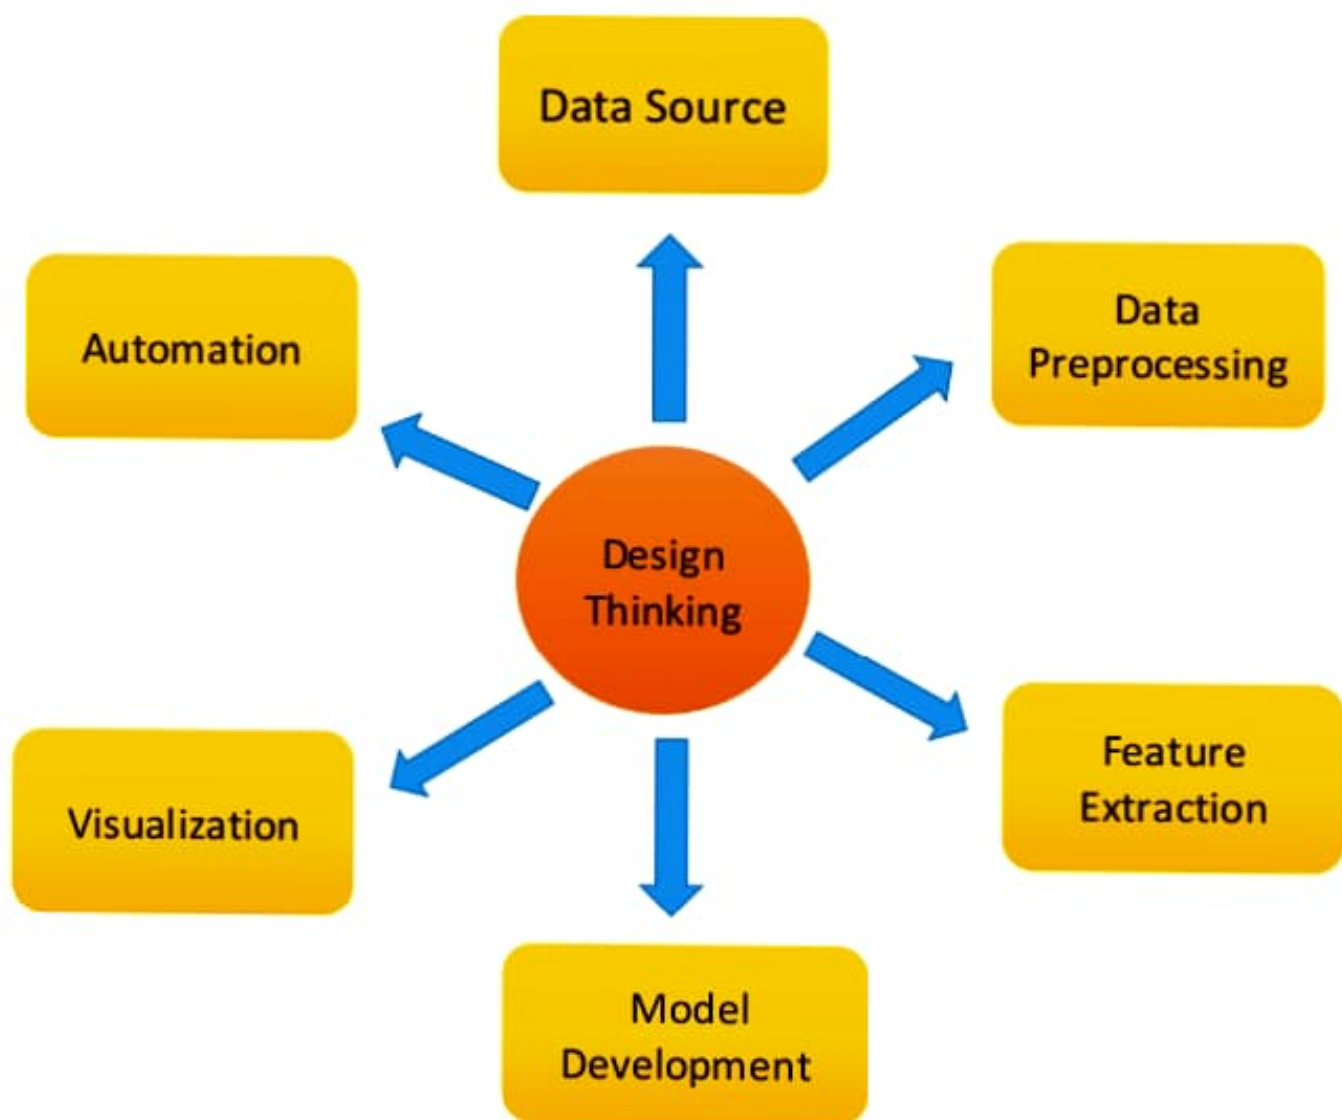 Data Source
Automation
Data
Preprocessing
Design
Thinking
Visualization
Feature
Extraction
Model
Development